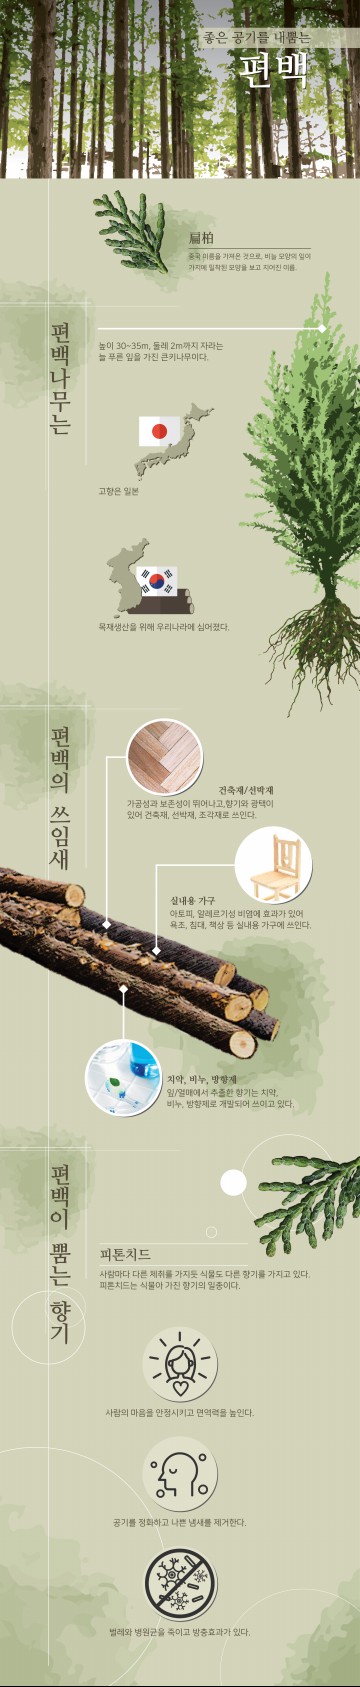 좋은 공기를 내뿜는
편백
扁柏
중국 이름을 가져온 것으로, 비늘 모양의 잎이
가지에 밀착된 모양을 보고 지어진 이름.
편백나무는
높이 30~35m, 둘레 2m까지 자라는
늘 푸른 잎을 가진 큰키나무이다.
고향은 일본
목재생산을 위해 우리나라에 심어졌다.
편백의 쓰임새
건축재/선박재
가공성과 보존성이 뛰어나고,향기와 광택이
있어 건축재, 선박재, 조각재로 쓰인다.
실내용 가구
아토피, 알레르기성 비염에 효과가 있어
욕조, 침대, 책상 등 실내용 가구에 쓰인다.
치약, 비누, 방향제
잎/열매에서 추출한 향기는 치약,
비누, 방향제로 개발되어 쓰이고 있다.
편백이 뿜는 향기
피톤치드
사람마다 다른 체취를 가지듯 식물도 다른 향기를 가지고 있다.
피톤치드는 식물이 가진 향기의 일종이다.
사람의 마음을 안정시키고 면역력을 높인다.
공기를 정화하고 나쁜 냄새를 제거한다.
벌레와 병원균을 죽이고 방충효과가 있다.